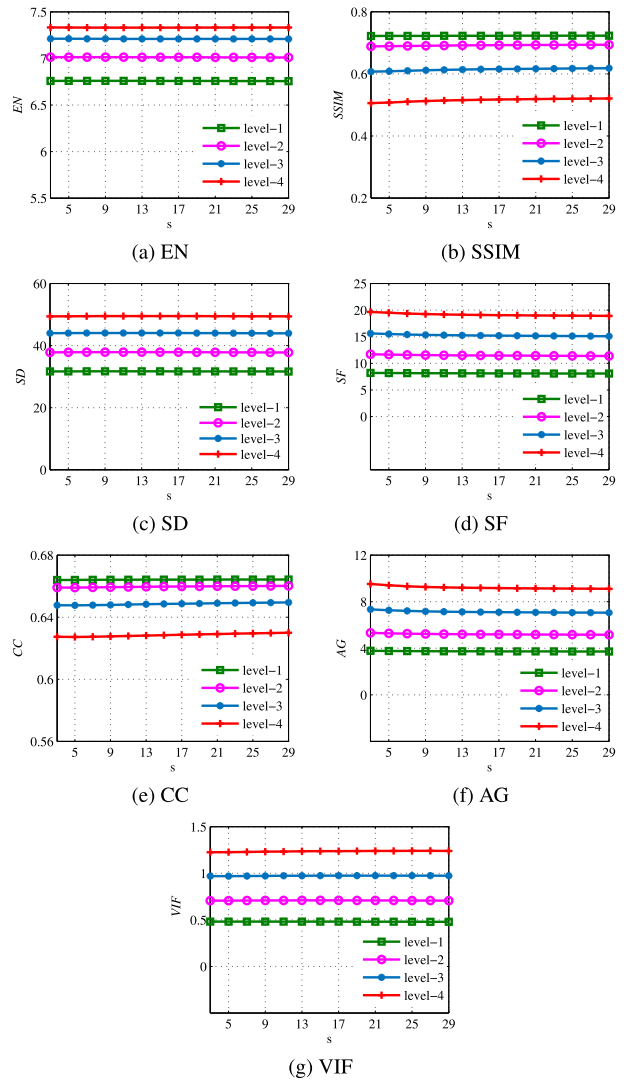 7.5
7
6.5
6
5.5
EN
5 9 13 17 21 25 29
s
level-1
level-2
level-3
level-4
(a) EN
0.8
0.6
0.4
0.2
SSIM
5 9 13 17 21 25 29
s
level-1
level-2
level-3
level-4
(b) SSIM
60
40
20
0
SD
5 9 13 17 21 25 29
s
level-1
level-2
level-3
level-4
(c) SD
25
20
15
10
5
0
SF
5 9 13 17 21 25 29
s
level-1
level-2
level-3
level-4
(d) SF
0.68
0.64
0.6
0.56
CC
5 9 13 17 21 25 29
s
level-1
level-2
level-3
level-4
(e) CC
12
8
4
0
AG
5 9 13 17 21 25 29
s
level-1
level-2
level-3
level-4
(f) AG
1.5
1
0.5
0
VIF
5 9 13 17 21 25 29
s
level-1
level-2
level-3
level-4
(g) VIF